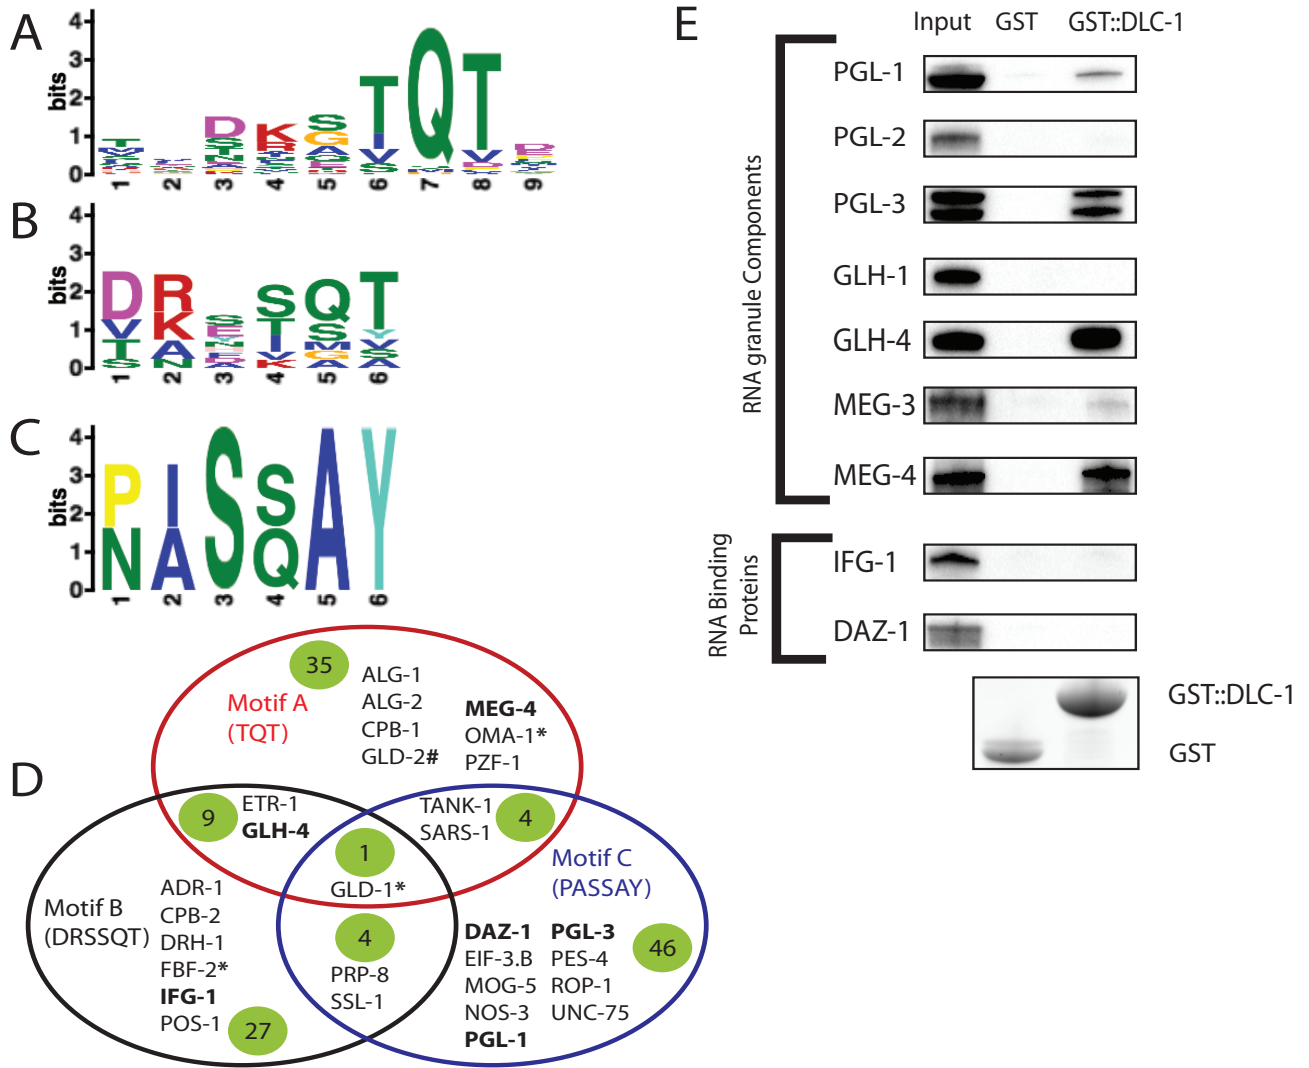 A
bits
4
3
2
1
0
T Q T
D K S
1 2 3 4 5 6 7 8 9
B
bits
4
3
2
1
0
D R S S Q T
V K E T S Y
T A N I M V
S N K G S
1 2 3 4 5 6
C
bits
4
3
2
1
0
P I S S A Y
N A Q
1 2 3 4 5 6
D
35
Motif A
(TQT)
ALG-1
ALG-2
CPB-1
GLD-2#
MEG-4
OMA-1*
PZF-1
9
ETR-1
GLH-4
TANK-1
SARS-1
4
1
GLD-1*
Motif B
(DRSSQT)
ADR-1
CPB-2
DRH-1
FBF-2*
IFG-1
POS-1
27
4
PRP-8
SSL-1
Motif C
(PASSAY)
DAZ-1
EIF-3.B
MOG-5
NOS-3
PGL-1
PGL-3
PES-4
ROP-1
UNC-75
46
E
Input GST GST::DLC-1
RNA granule Components
PGL-1
PGL-2
PGL-3
GLH-1
GLH-4
MEG-3
MEG-4
RNA Binding
Proteins
IFG-1
DAZ-1
GST::DLC-1
GST